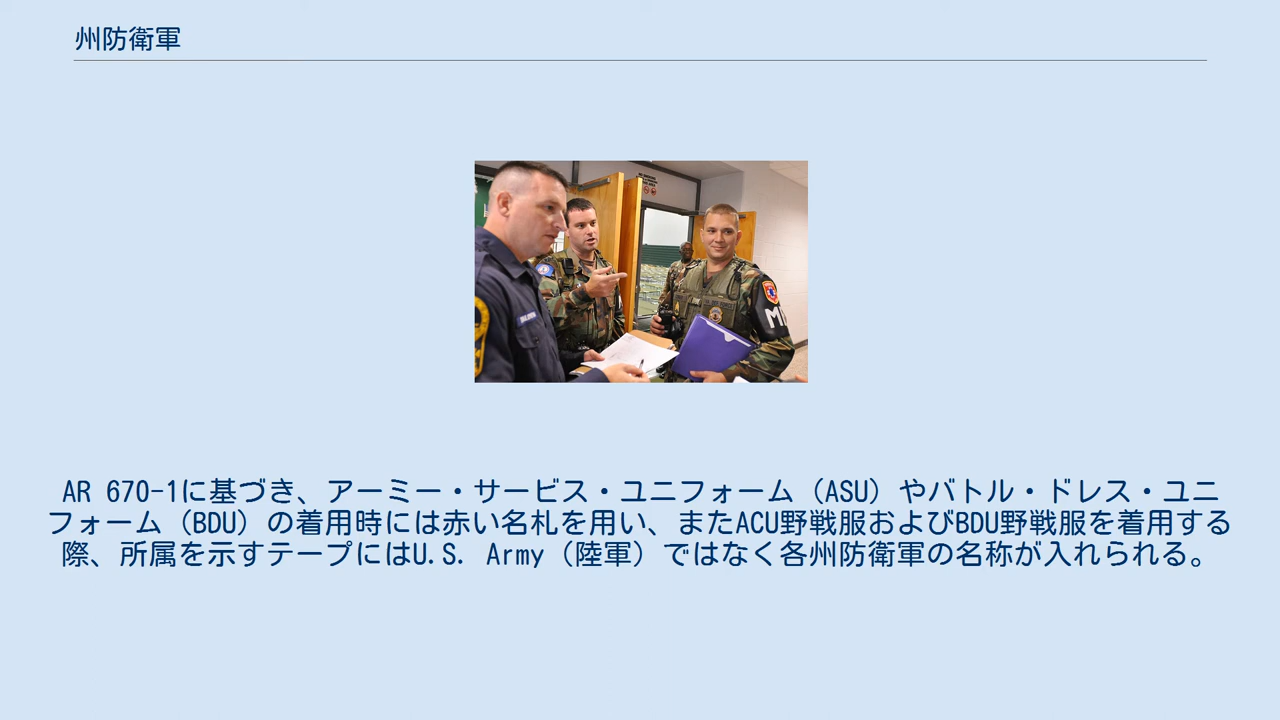 州防衛軍
AR 670-1に基づき、アーミー・サービス・ユニフォーム（ASU）やバトル・ドレス・ユニ
フォーム（BDU）の着用時には赤い名札を用い、またACU野戦服およびBDU野戦服を着用する
際、所属を示すテープにはU.S. Army（陸軍）ではなく各州防衛軍の名称が入れられる。